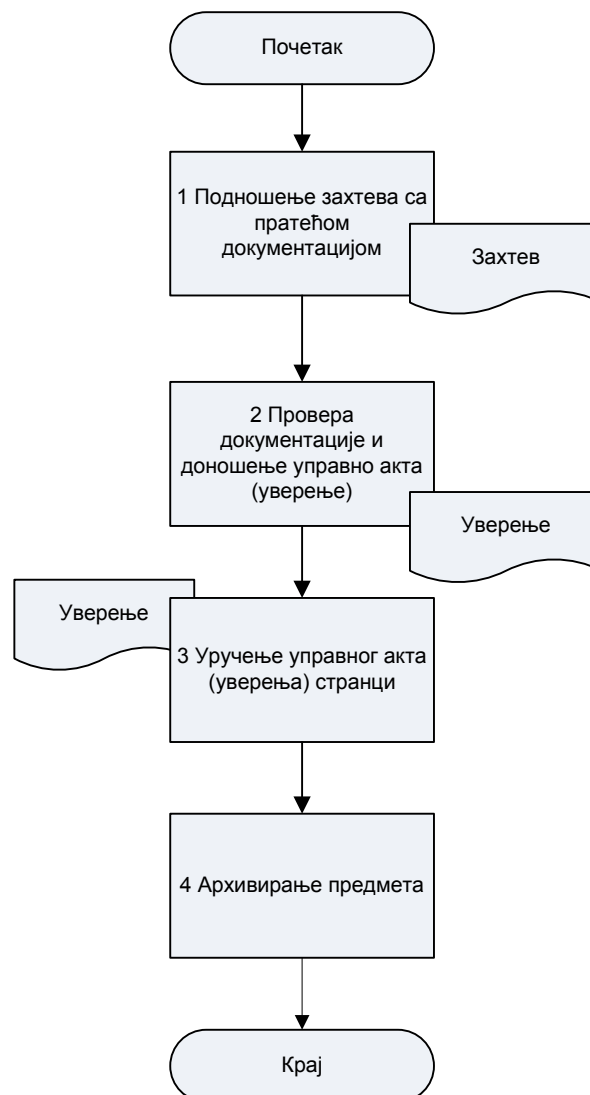 Почетак
1 Подношење захтева са
пратећом
документацијом
Захтев
2 Провера
документације и
доношење управно акта
(уверење)
Уверење
Уверење
3 Уручење управног акта
(уверења) странци
4 Архивирање предмета
Крај